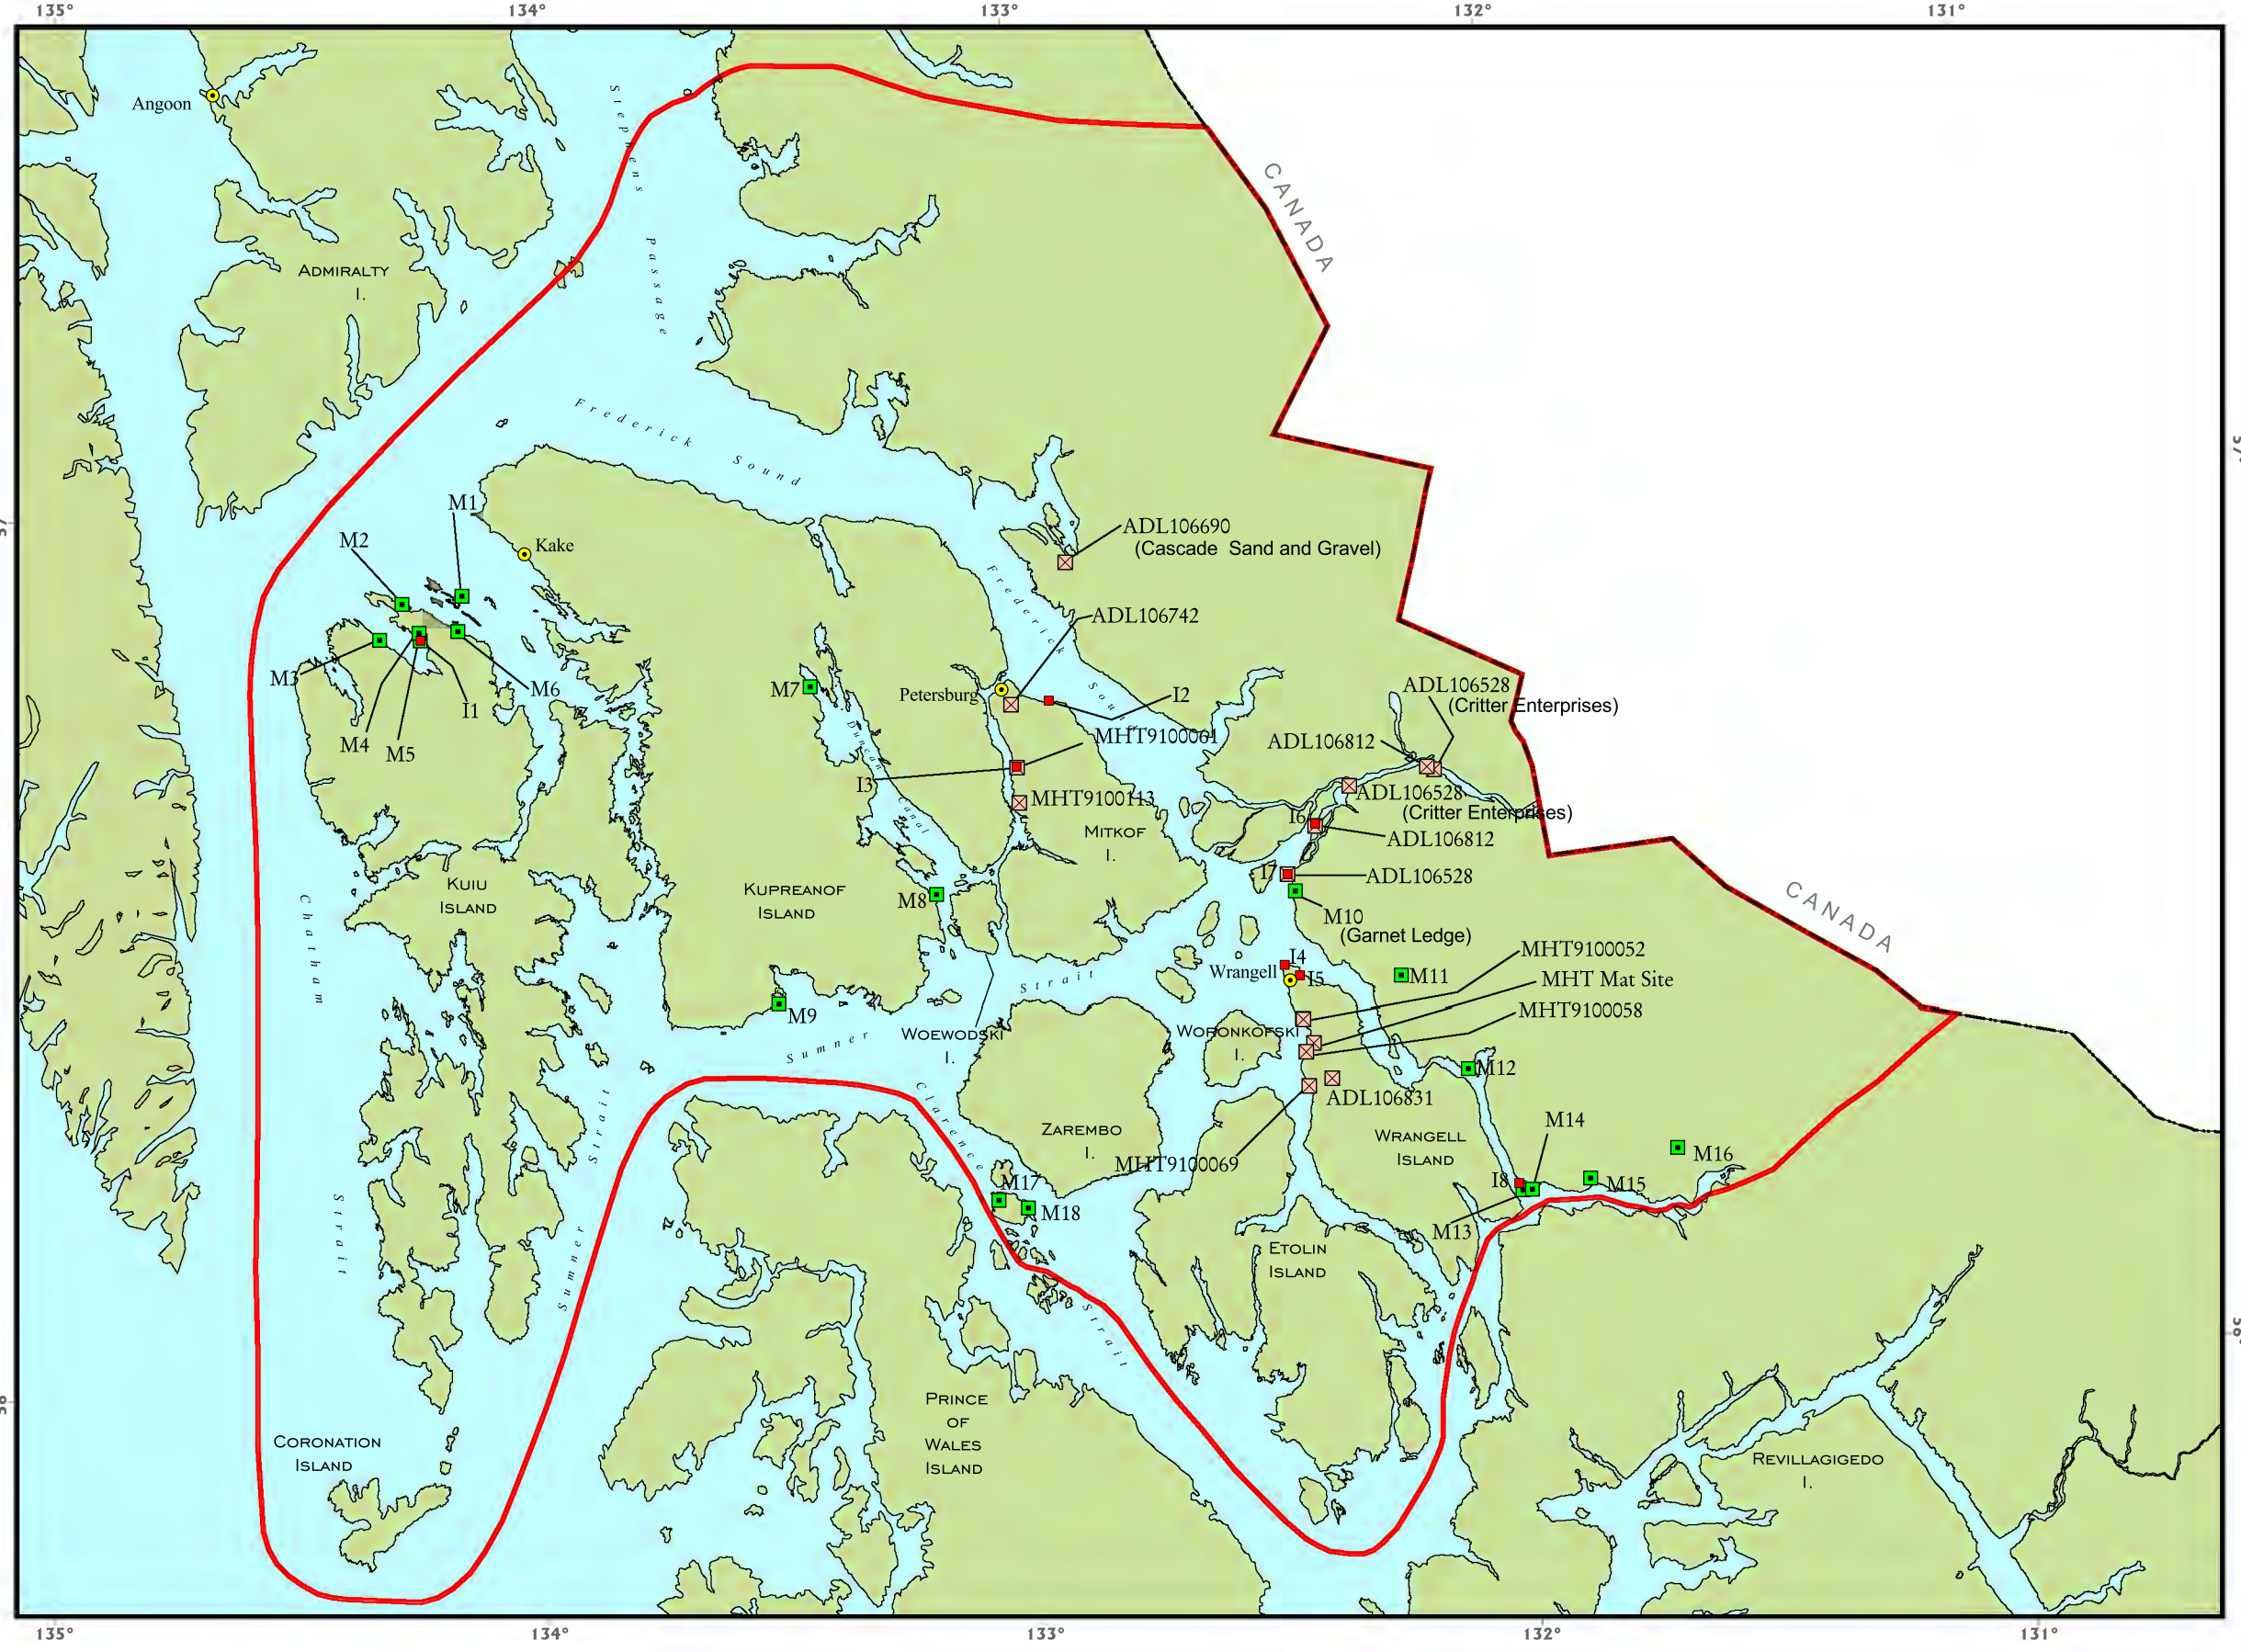 135°
134°
133°
132°
131°
Angoon
Stephens
Passage
CANADA
ADMIRALTY
I.
Frederick
Sound
M1
M2
Kake
ADL106690
(Cascade Sand and Gravel)
Frederick
Sound
ADL106742
M3
M6
I1
M4
M5
M7
Petersburg
I2
ADL106528
(Critter Enterprises)
MHT9100061
ADL106812
I3
Duncan
Canal
MHT9100113
ADL106528
(Critter Enterprises)
I6
ADL106812
MITKOF
I.
I7
ADL106528
KUIU
ISLAND
KUPREANOF
ISLAND
M8
CANADA
M10
(Garnet Ledge)
Chatham
Strait
MHT9100052
I4
Wrangell
I5
M11
MHT Mat Site
Strait
MHT9100058
M9
Sumner
WOEWODSKI
I.
WORONKOFSKI
I.
M12
ADL106831
Clarence
Strait
ZAREMBO
I.
WRANGELL
ISLAND
M14
MHT9100069
M16
I8
M15
M17
M18
M13
Sumner
Strait
ETOLIN
ISLAND
PRINCE
OF
WALES
ISLAND
CORONATION
ISLAND
REVILLAGIGEDO
I.
135°
134°
133°
132°
131°